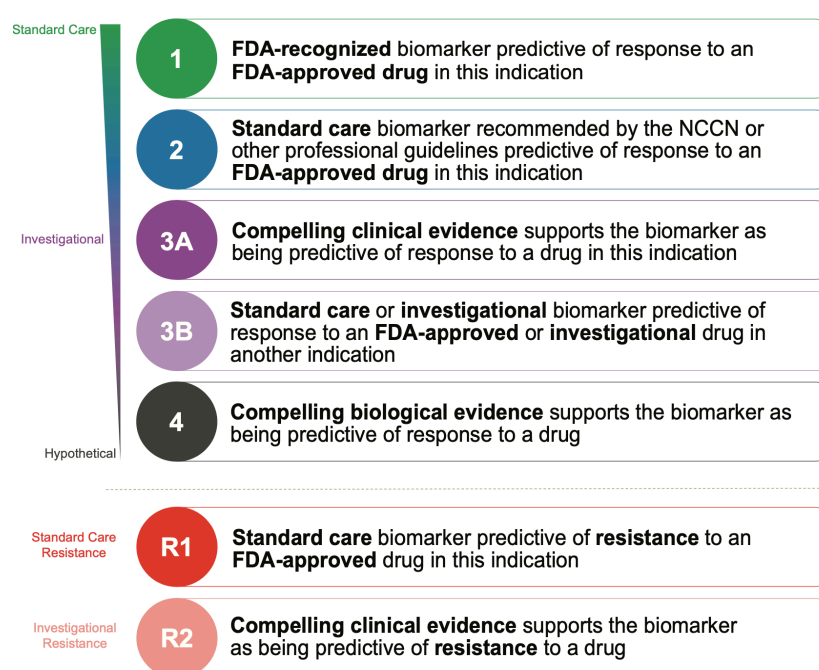 Standard Care
1
FDA-recognized biomarker predictive of response to an
FDA-approved drug in this indication
2
Standard care biomarker recommended by the NCCN or
other professional guidelines predictive of response to an
FDA-approved drug in this indication
Investigational
3A
Compelling clinical evidence supports the biomarker as
being predictive of response to a drug in this indication
3B
Standard care or investigational biomarker predictive of
response to an FDA-approved or investigational drug in
another indication
4
Compelling biological evidence supports the biomarker as
being predictive of response to a drug
Hypothetical
Standard Care
Resistance
R1
Standard care biomarker predictive of resistance to an
FDA-approved drug in this indication
Investigational
Resistance
R2
Compelling clinical evidence supports the biomarker
as being predictive of resistance to a drug